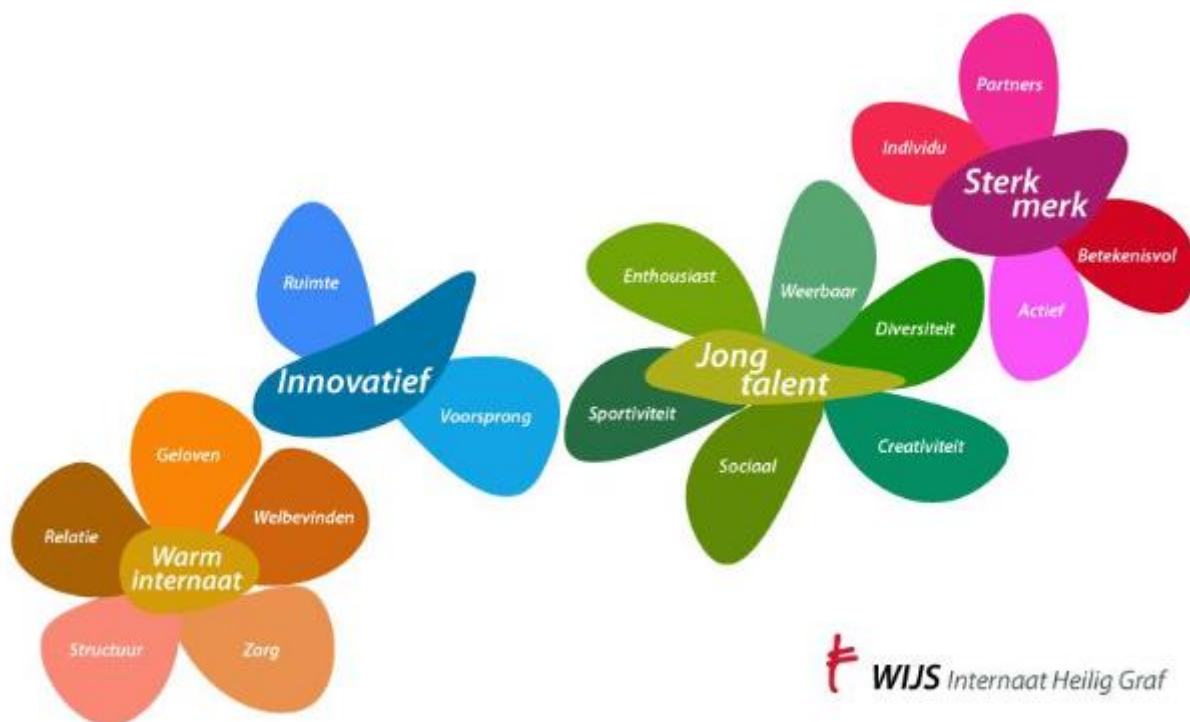 Partners
Individu
Sterk
merk
Betekenisvol
Actief
Ruimte
Innovatief
Voorsprong
Enthousiast
Weerbaar
Diversiteit
Jong
talent
Sportiviteit
Sociaal
Creativiteit
Geloven
Welbevinden
Relatie
Warm
internaat
Structuur
Zorg
WIJS Internaat Heilig Graf